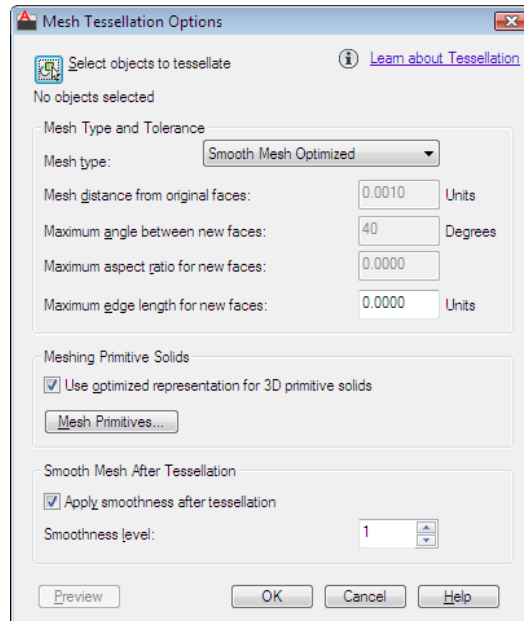 Mesh Tessellation Options
Select objects to tessellate
Learn about Tessellation
No objects selected
Mesh Type and Tolerance
Mesh type:
Smooth Mesh Optimized
Mesh distance from original faces:
0.0010
Units
Maximum angle between new faces:
40
Degrees
Maximum aspect ratio for new faces:
0.0000
Maximum edge length for new faces:
0.0000
Units
Meshing Primitive Solids
Use optimized representation for 3D primitive solids
Mesh Primitives...
Smooth Mesh After Tessellation
Apply smoothness after tessellation
Smoothness level:
1
Preview
OK
Cancel
Help